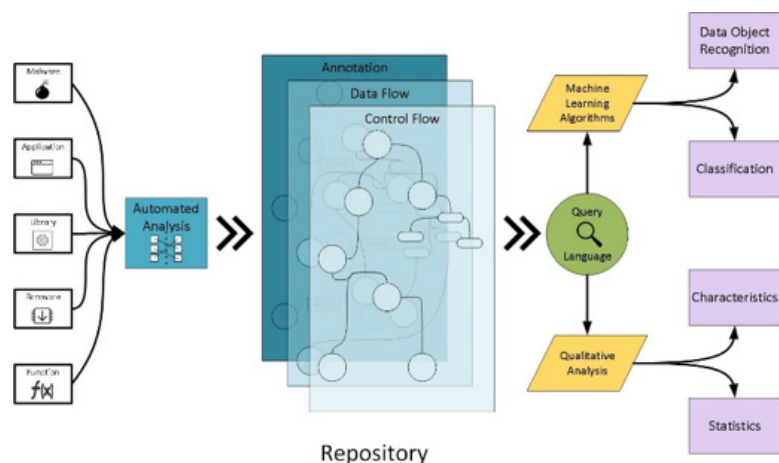 Malware
Application
Library
Firmware
Function
f(x)
Automated
Analysis
Annotation
Data Flow
Control Flow
Repository
Query
Language
Machine
Learning
Algorithms
Data Object
Recognition
Classification
Qualitative
Analysis
Characteristics
Statistics